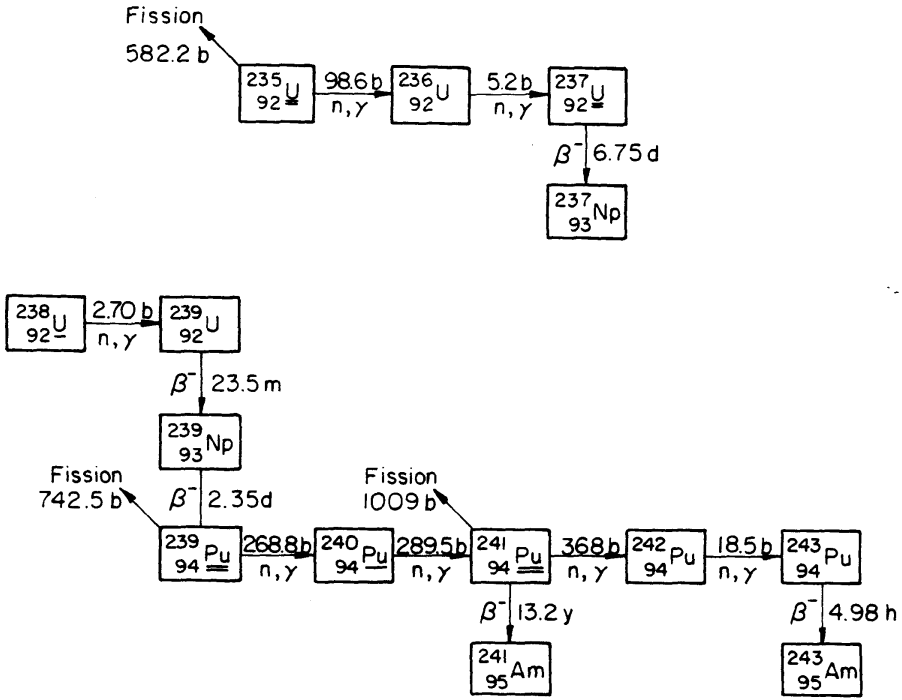 Fission
582.2 b
235 92 U 98.6 b n, γ 236 92 U 5.2 b n, γ 237 92 U
β⁻ 6.75 d
237 93 Np
238 92 U 2.70 b n, γ 239 92 U
β⁻ 23.5 m
239 93 Np
Fission
742.5 b
β⁻ 2.35d
Fission
1009 b
239 94 Pu 268.8 b n, γ 240 94 Pu 289.5 b n, γ 241 94 Pu 368 b n, γ 242 94 Pu 18.5 b n, γ 243 94 Pu
β⁻ 13.2 y
β⁻ 4.98 h
241 95 Am
243 95 Am